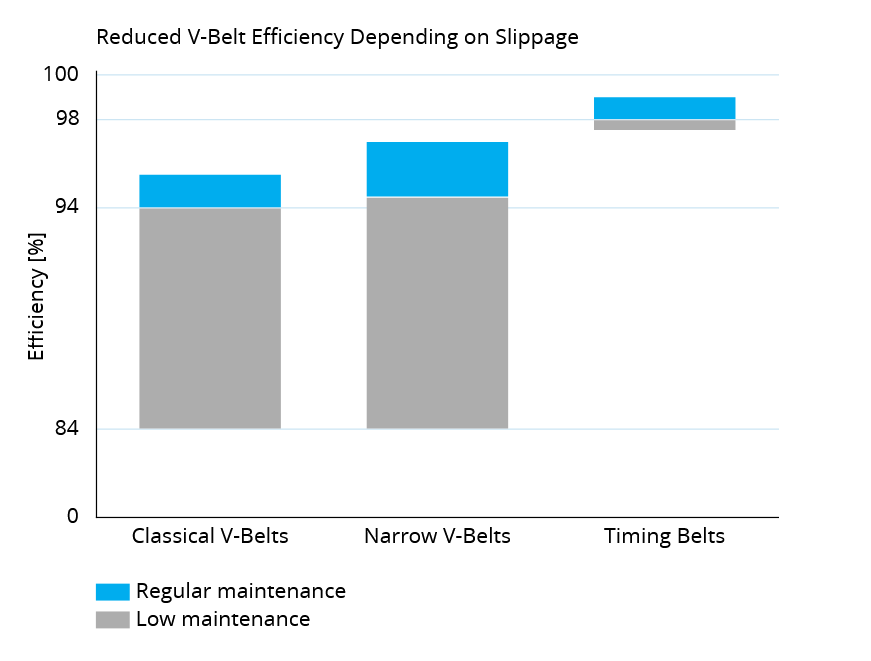 Reduced V-Belt Efficiency Depending on Slippage
100
98
94
84
0
Efficiency [%]
Classical V-Belts
Narrow V-Belts
Timing Belts
Regular maintenance
Low maintenance